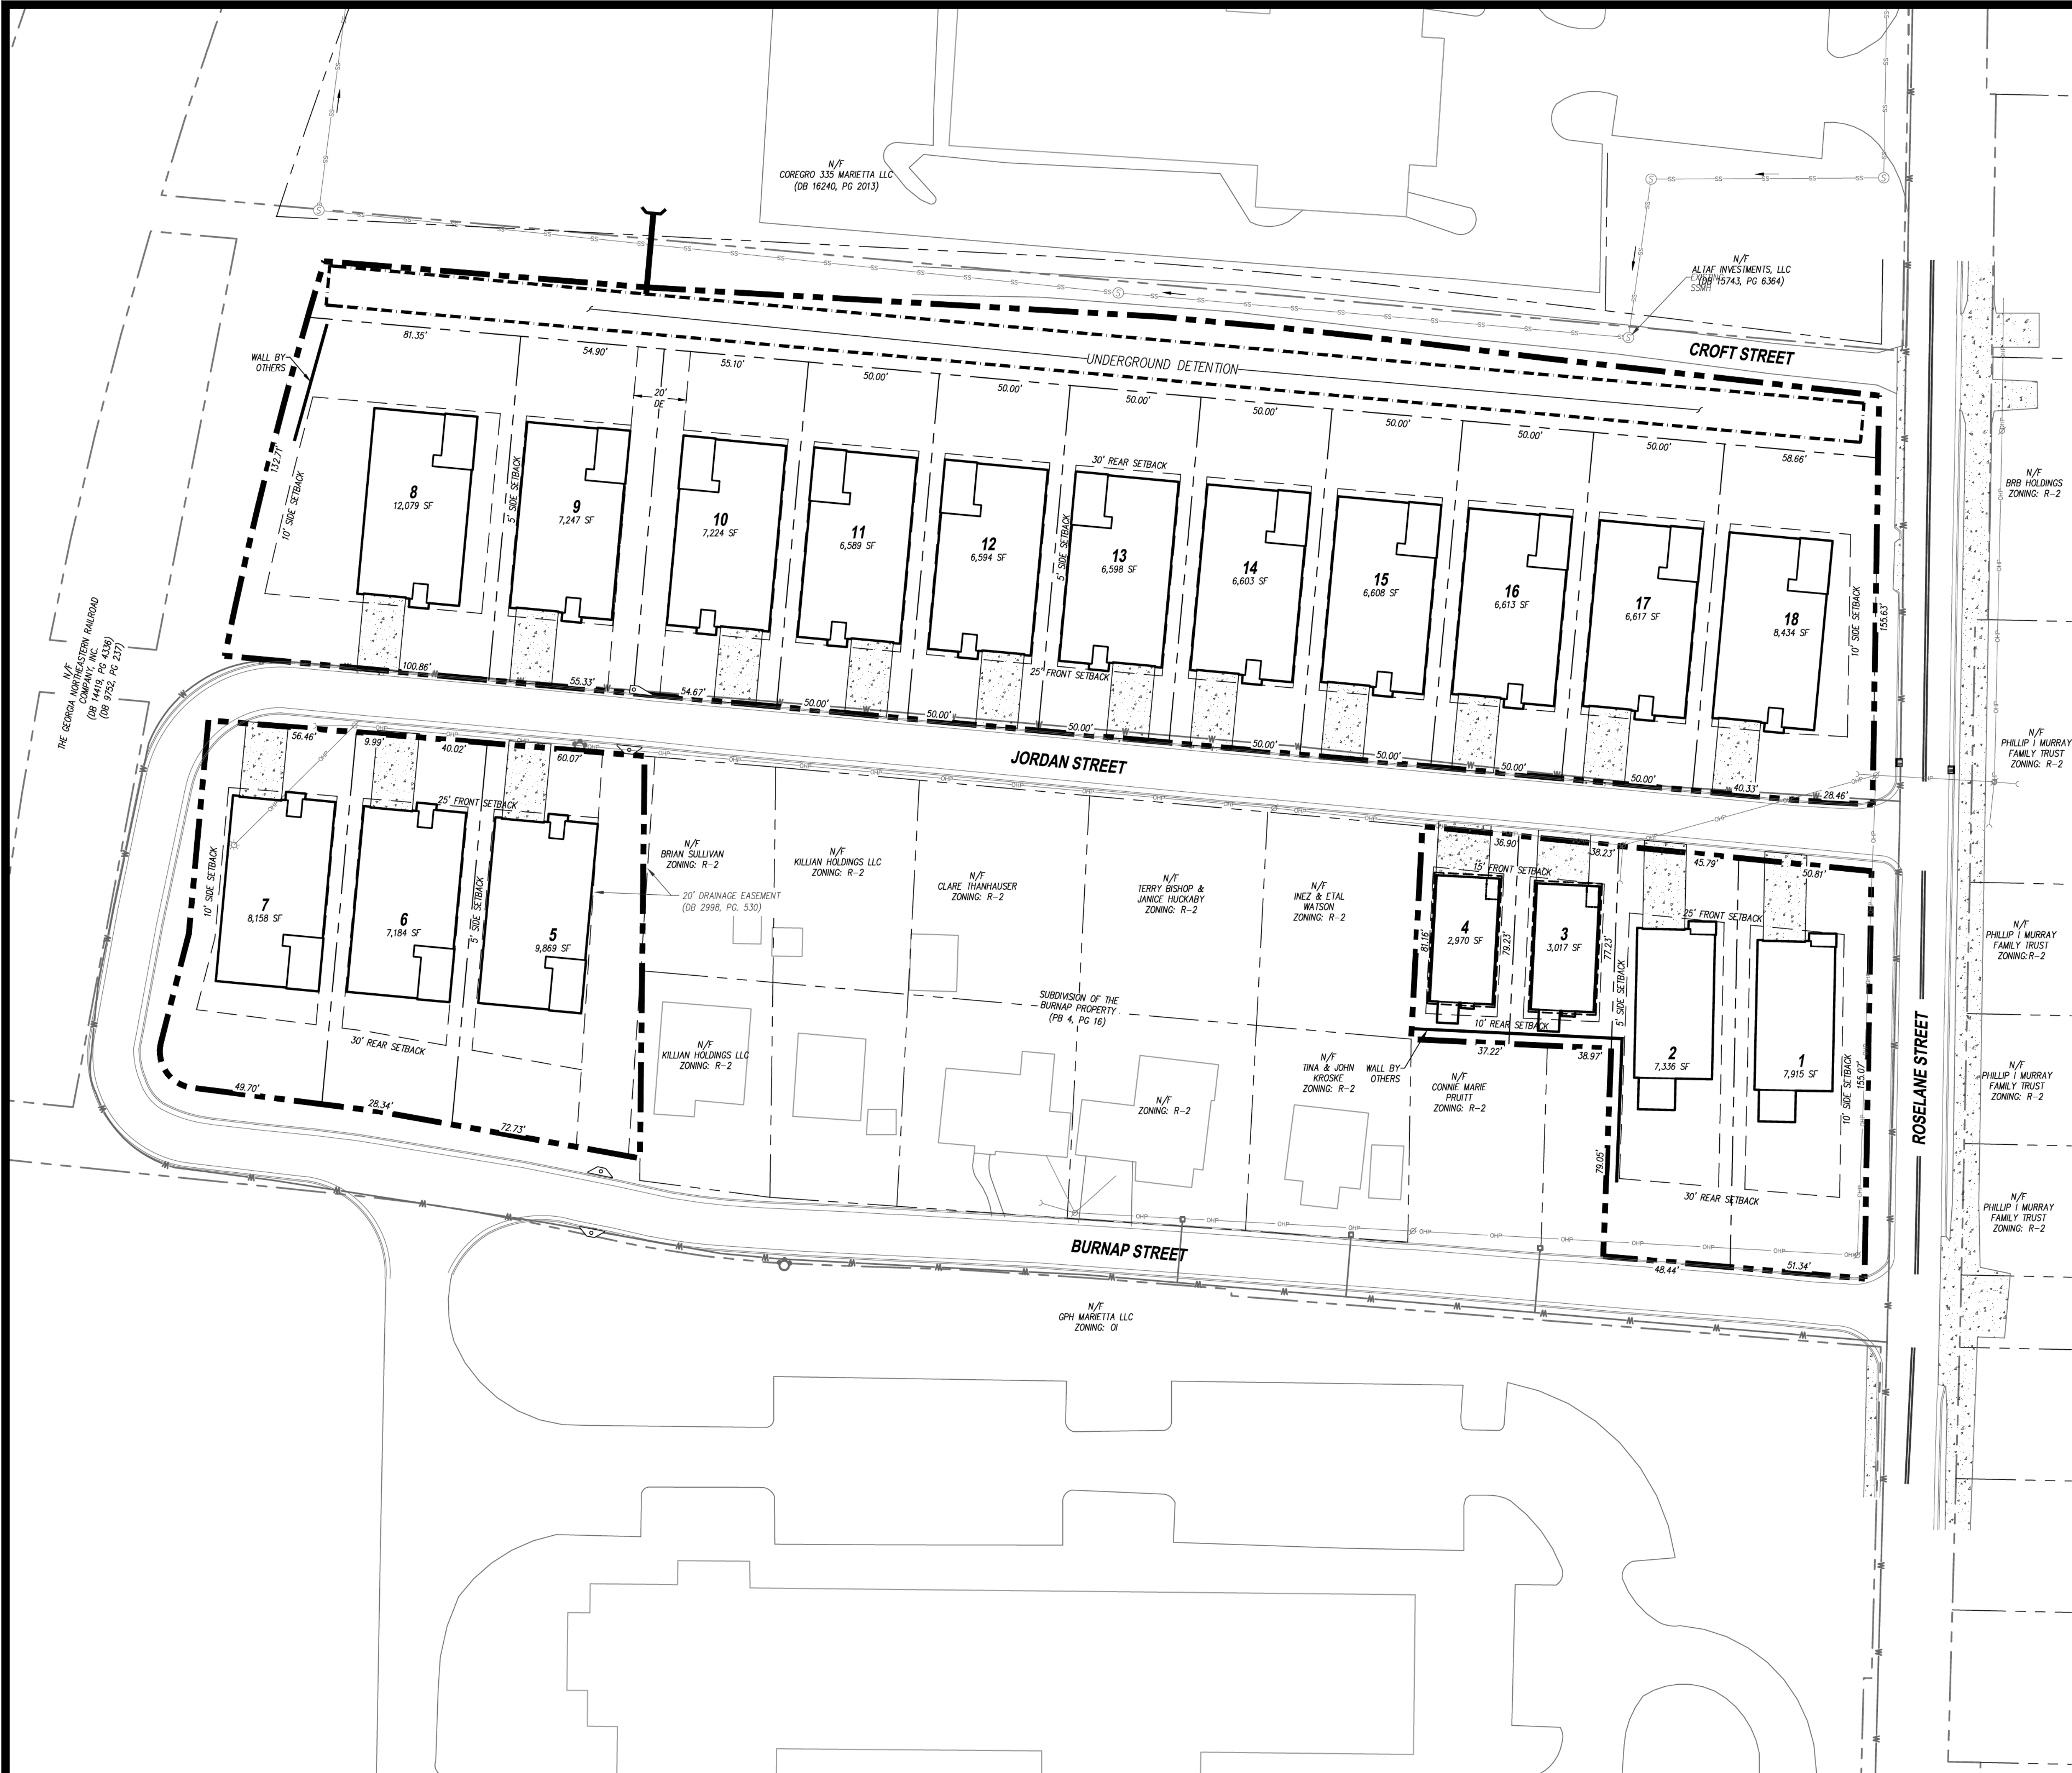 N/F
COREGRO 335 MARIETTA LLC
(DB 16240, PG 2013)
N/F
ALTAF INVESTMENTS, LLC
(DB 15743, PG 6364)
EXISTING
SSMH
CROFT STREET
UNDERGROUND DETENTION
WALL BY
OTHERS
81.35'
54.90'
20'
DE
55.10'
50.00'
50.00'
50.00'
50.00'
50.00'
50.00'
50.00'
58.66'
132.71'
10' SIDE SETBACK
8
12,079 SF
5' SIDE SETBACK
9
7,247 SF
10
7,224 SF
11
6,589 SF
12
6,594 SF
30' REAR SETBACK
5' SIDE SETBACK
13
6,598 SF
14
6,603 SF
15
6,608 SF
16
6,613 SF
17
6,617 SF
18
8,434 SF
10' SIDE SETBACK
155.63'
25' FRONT SETBACK
100.86'
55.33'
54.67'
50.00'
50.00'
50.00'
50.00'
50.00'
50.00'
50.00'
40.33'
28.46'
N/F
BRB HOLDINGS
ZONING: R-2
N/F
PHILLIP I MURRAY
FAMILY TRUST
ZONING: R-2
N/F
PHILLIP I MURRAY
FAMILY TRUST
ZONING:R-2
N/F
PHILLIP I MURRAY
FAMILY TRUST
ZONING: R-2
N/F
PHILLIP I MURRAY
FAMILY TRUST
ZONING: R-2
N/F
THE GEORGIA NORTHEASTERN RAILROAD
COMPANY, INC.
(DB 14419, PG 4336)
(DB 9752, PG 237)
JORDAN STREET
56.46'
9.99'
40.02'
60.07'
25' FRONT SETBACK
10' SIDE SETBACK
7
8,158 SF
6
7,184 SF
5' SIDE SETBACK
5
9,869 SF
30' REAR SETBACK
49.70'
28.34'
72.73'
N/F
BRIAN SULLIVAN
ZONING: R-2
20' DRAINAGE EASEMENT
(DB 2998, PG. 530)
N/F
KILLIAN HOLDINGS LLC
ZONING: R-2
N/F
CLARE THANHAUSER
ZONING: R-2
N/F
TERRY BISHOP &
JANICE HUCKABY
ZONING: R-2
N/F
INEZ & ETAL
WATSON
ZONING: R-2
SUBDIVISION OF THE
BURNAP PROPERTY
(PB 4, PG 16)
N/F
KILLIAN HOLDINGS LLC
ZONING: R-2
N/F
ZONING: R-2
N/F
TINA & JOHN
KROSKE
ZONING: R-2
WALL BY
OTHERS
N/F
CONNIE MARIE
PRUITT
ZONING: R-2
36.90'
38.23'
45.79'
50.81'
15' FRONT SETBACK
25' FRONT SETBACK
81.16'
4
2,970 SF
79.23'
3
3,017 SF
77.23'
5' SIDE SETBACK
2
7,336 SF
1
7,915 SF
10' SIDE SETBACK
155.07'
10' REAR SETBACK
37.22'
38.97'
79.05'
30' REAR SETBACK
48.44'
51.34'
ROSELANE STREET
BURNAP STREET
N/F
GPH MARIETTA LLC
ZONING: OI